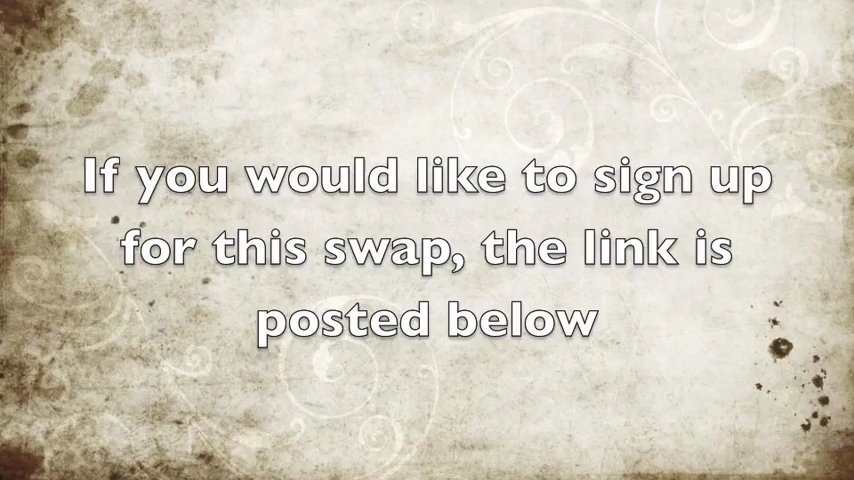 If you would like to sign up
for this swap, the link is
posted below